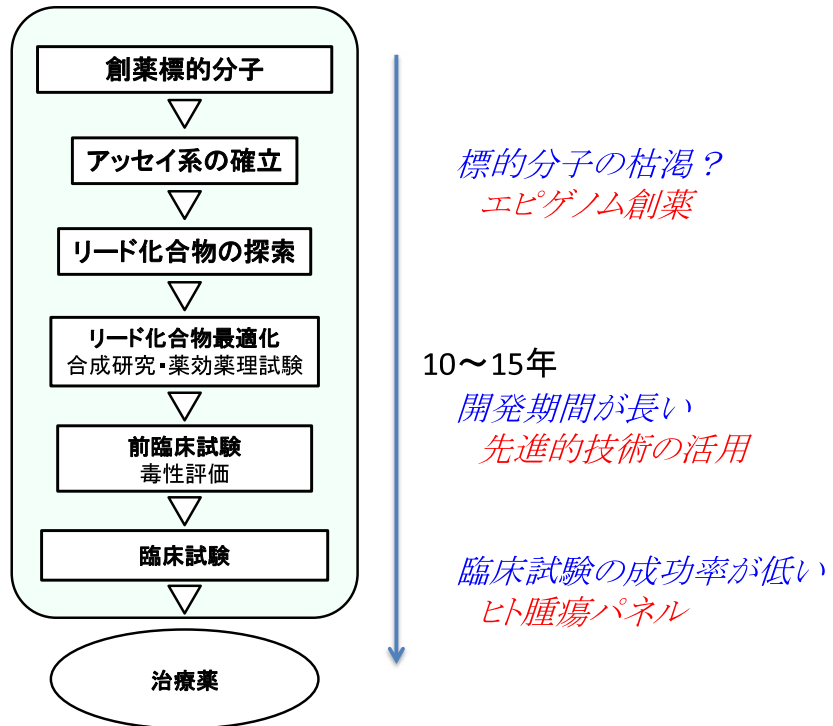 創薬標的分子
アッセイ系の確立
リード化合物の探索
リード化合物最適化
合成研究・薬効薬理試験
前臨床試験
毒性評価
臨床試験
治療薬
標的分子の枯渇？
エピゲノム創薬
10～15年
開発期間が長い
先進的技術の活用
臨床試験の成功率が低い
ヒト腫瘍パネル